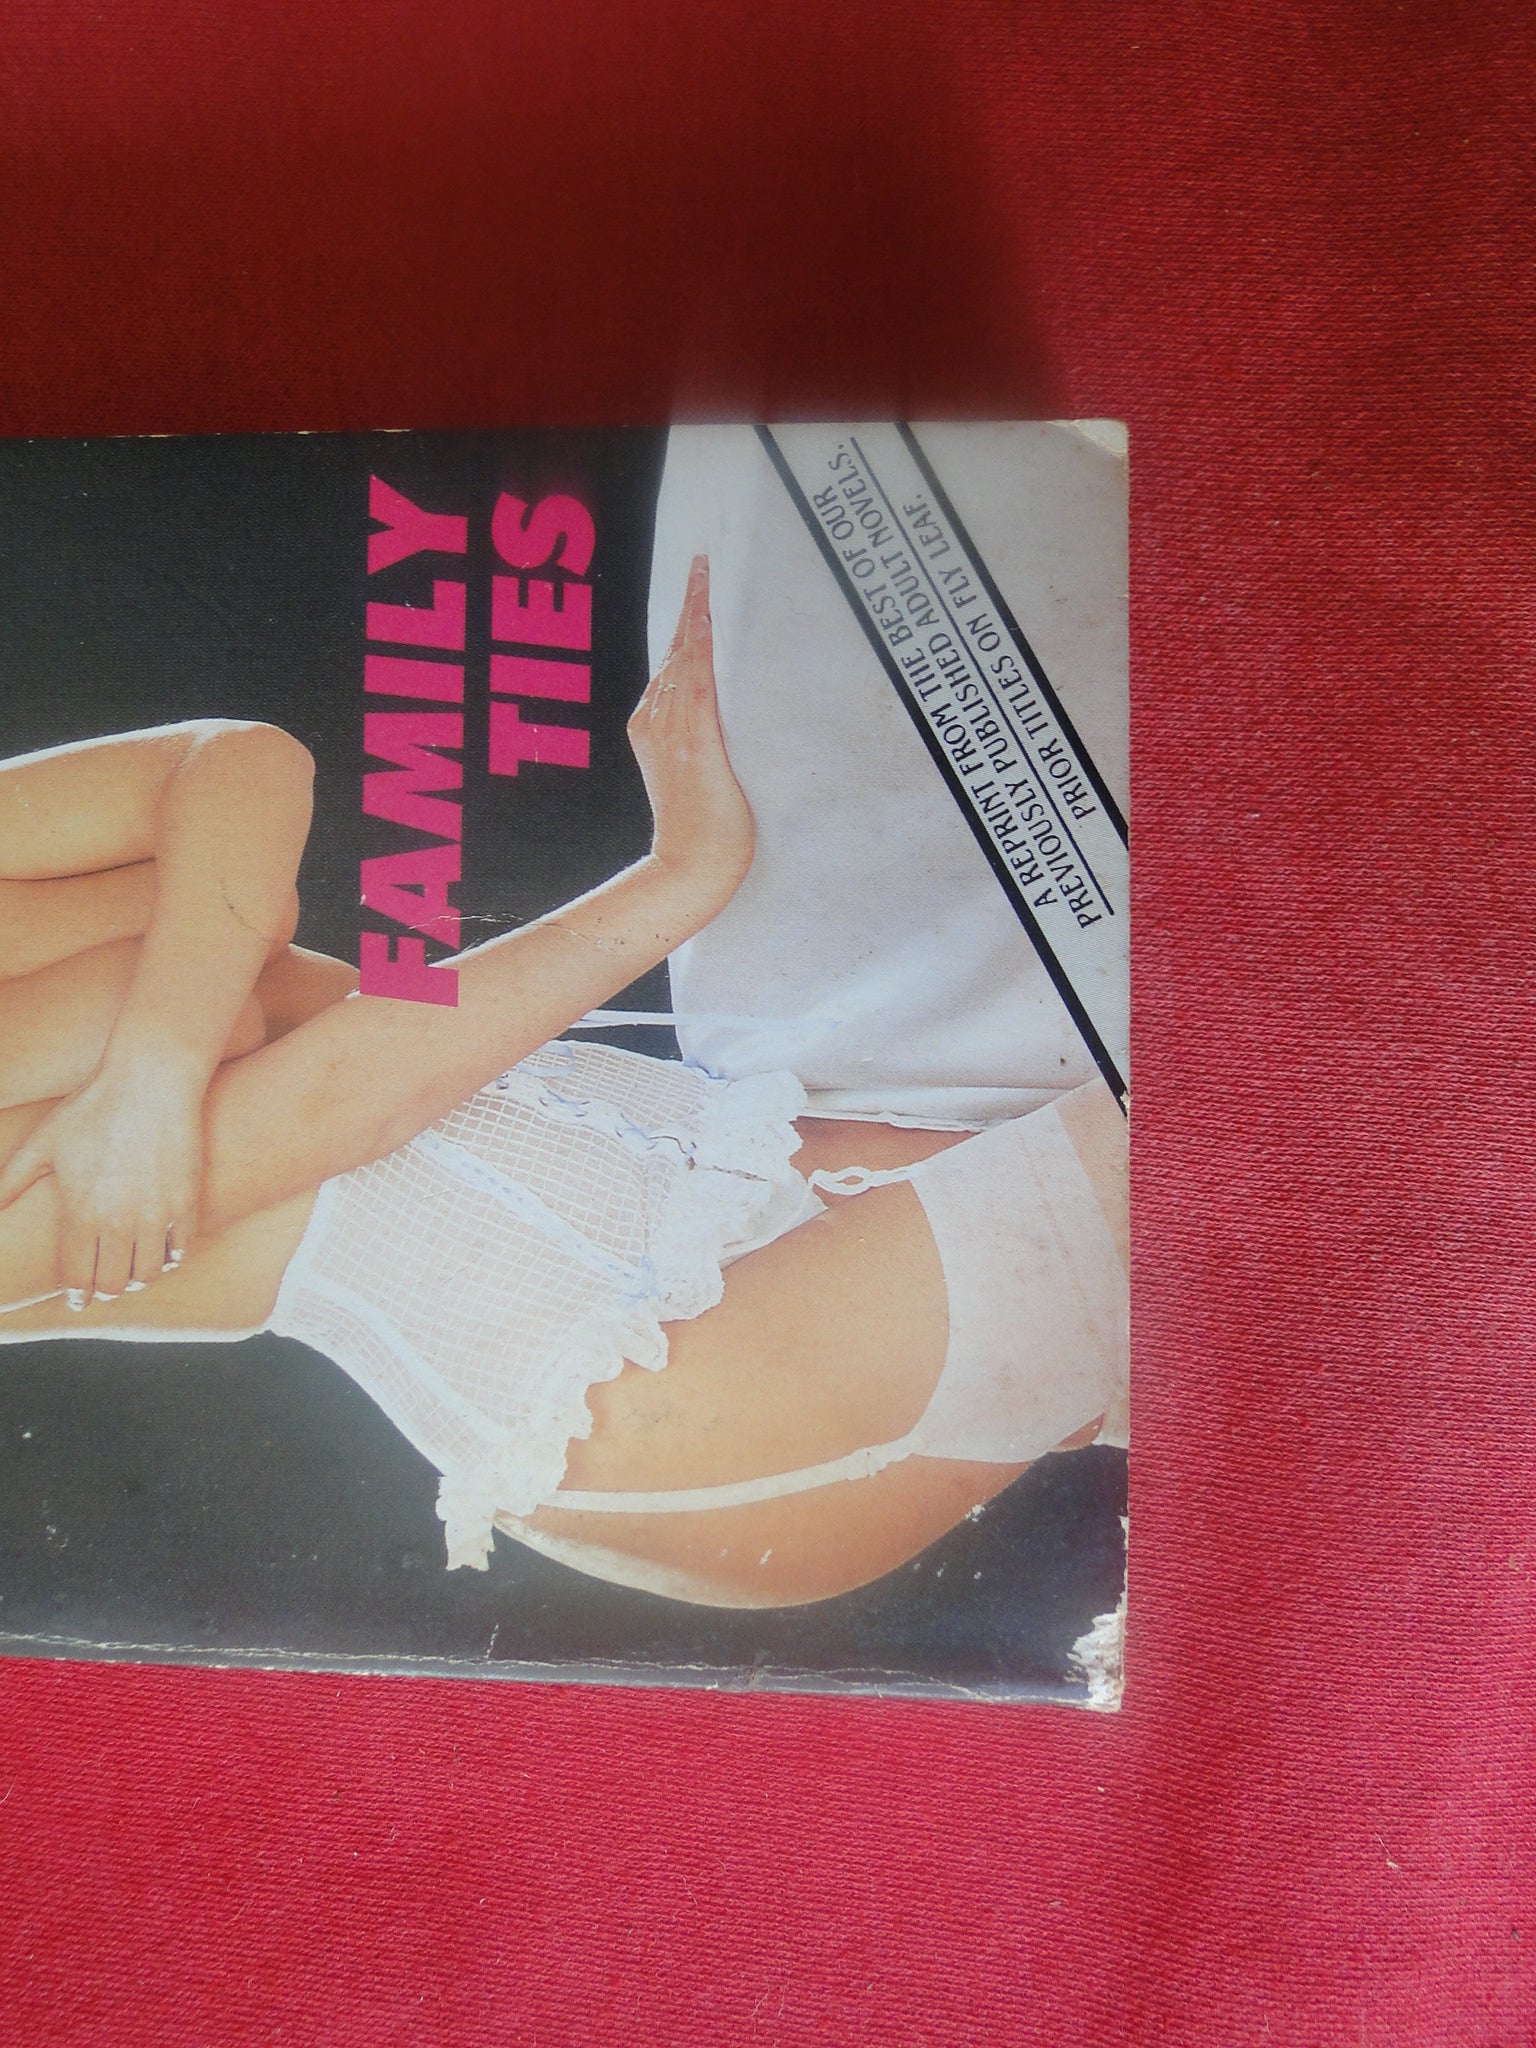 FAMILY
TIES
A REPRINT FROM THE BEST OF OUR
PREVIOUSLY PUBLISHED ADULT NOVELS.
PRIOR TITLES ON FLY LEAF.